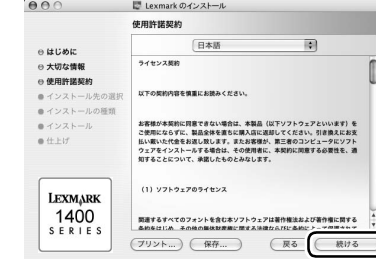 Lexmark のインストール
使用許諾契約
日本語
はじめに
大切な情報
使用許諾契約
インストール先の選択
インストールの種類
インストール
仕上げ
ライセンス契約
以下の契約内容を慎重にお読みください。
お客様が本契約に同意できない場合は、本製品（以下ソフトウェアといいます）を
ご使用にならずに、製品全体を直ちに購入店に返却してください。引き換えにお支
払い戴いた代金をお返し致します。またお客様が、第三者のコンピュータにソフト
ウェアをインストールする場合は、その使用者に、本契約に同意する必要性を、通
知することについて、承諾したものとみなします。
（1）ソフトウェアのライセンス
関連するすべてのフォントを含む本ソフトウェアは著作権法および著作権に関する
LEXMARK
1400
SERIES
プリント...
保存...
戻る
続ける